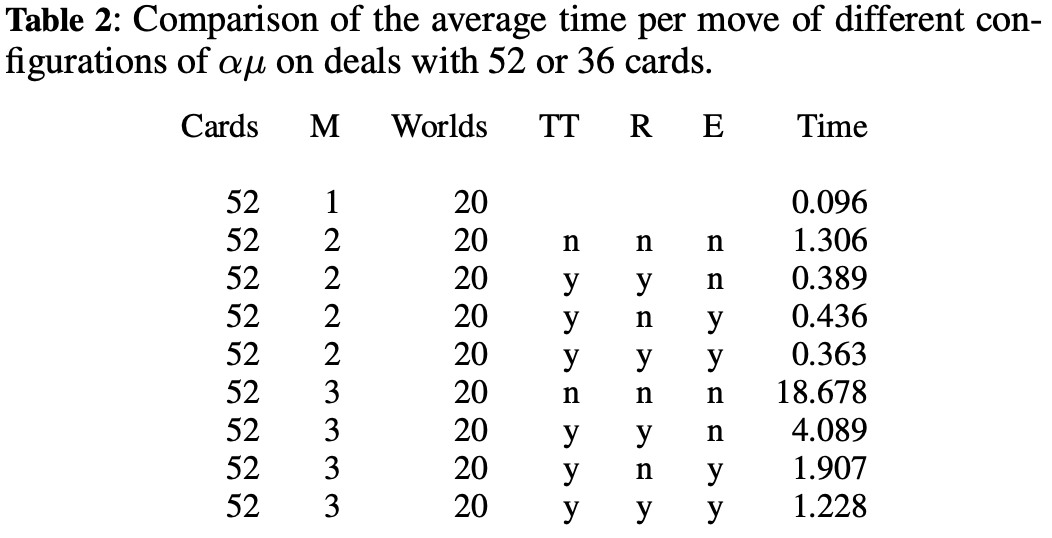 Table 2: Comparison of the average time per move of different con-
figurations of αμ on deals with 52 or 36 cards.
Cards M Worlds TT R E Time
52 1 20 0.096
52 2 20 n n n 1.306
52 2 20 y y n 0.389
52 2 20 y n y 0.436
52 2 20 y y y 0.363
52 3 20 n n n 18.678
52 3 20 y y n 4.089
52 3 20 y n y 1.907
52 3 20 y y y 1.228